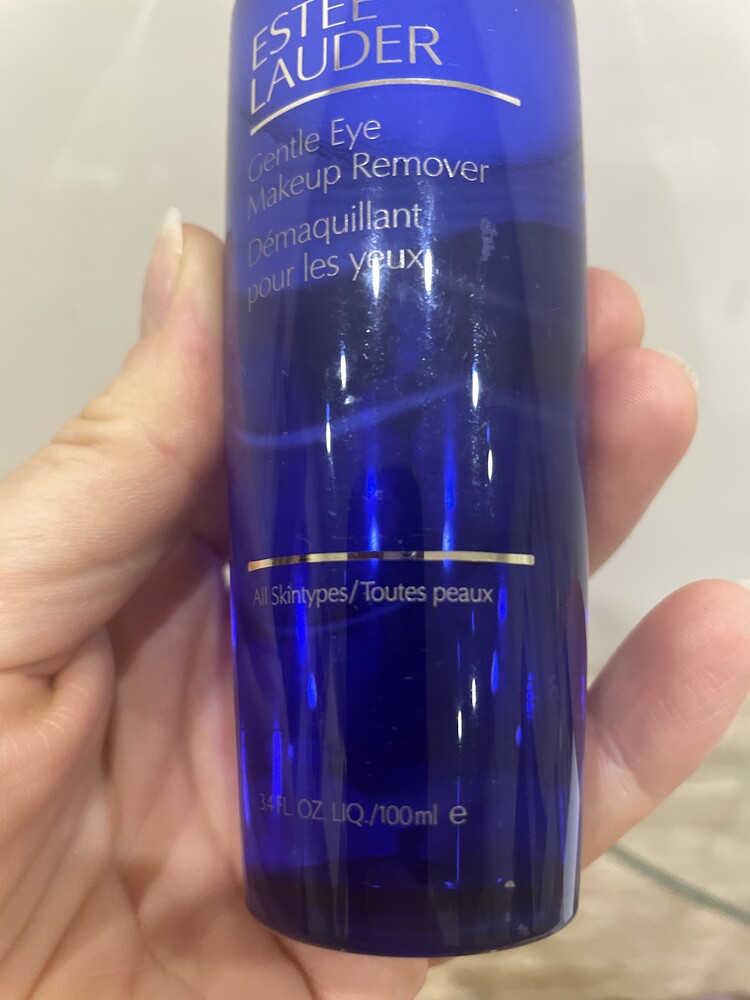 ESTĒE
LAUDER
Gentle Eye
Makeup Remover
Démaquillant
pour les yeux
All Skintypes/Toutes peaux
3.4 FL. OZ. LIQ./100ml ℮